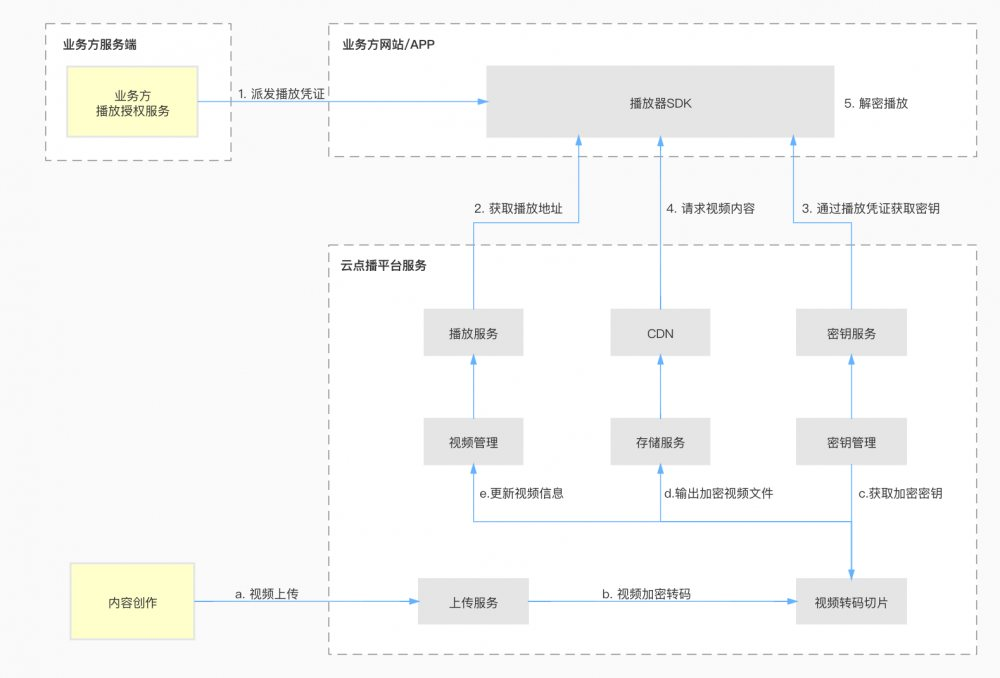 业务方服务端
业务方网站/APP
业务方
播放授权服务
1. 派发播放凭证
播放器SDK
5. 解密播放
2. 获取播放地址
4. 请求视频内容
3. 通过播放凭证获取密钥
云点播平台服务
播放服务
CDN
密钥服务
视频管理
存储服务
密钥管理
e.更新视频信息
d.输出加密视频文件
c.获取加密密钥
内容创作
a. 视频上传
上传服务
b. 视频加密转码
视频转码切片